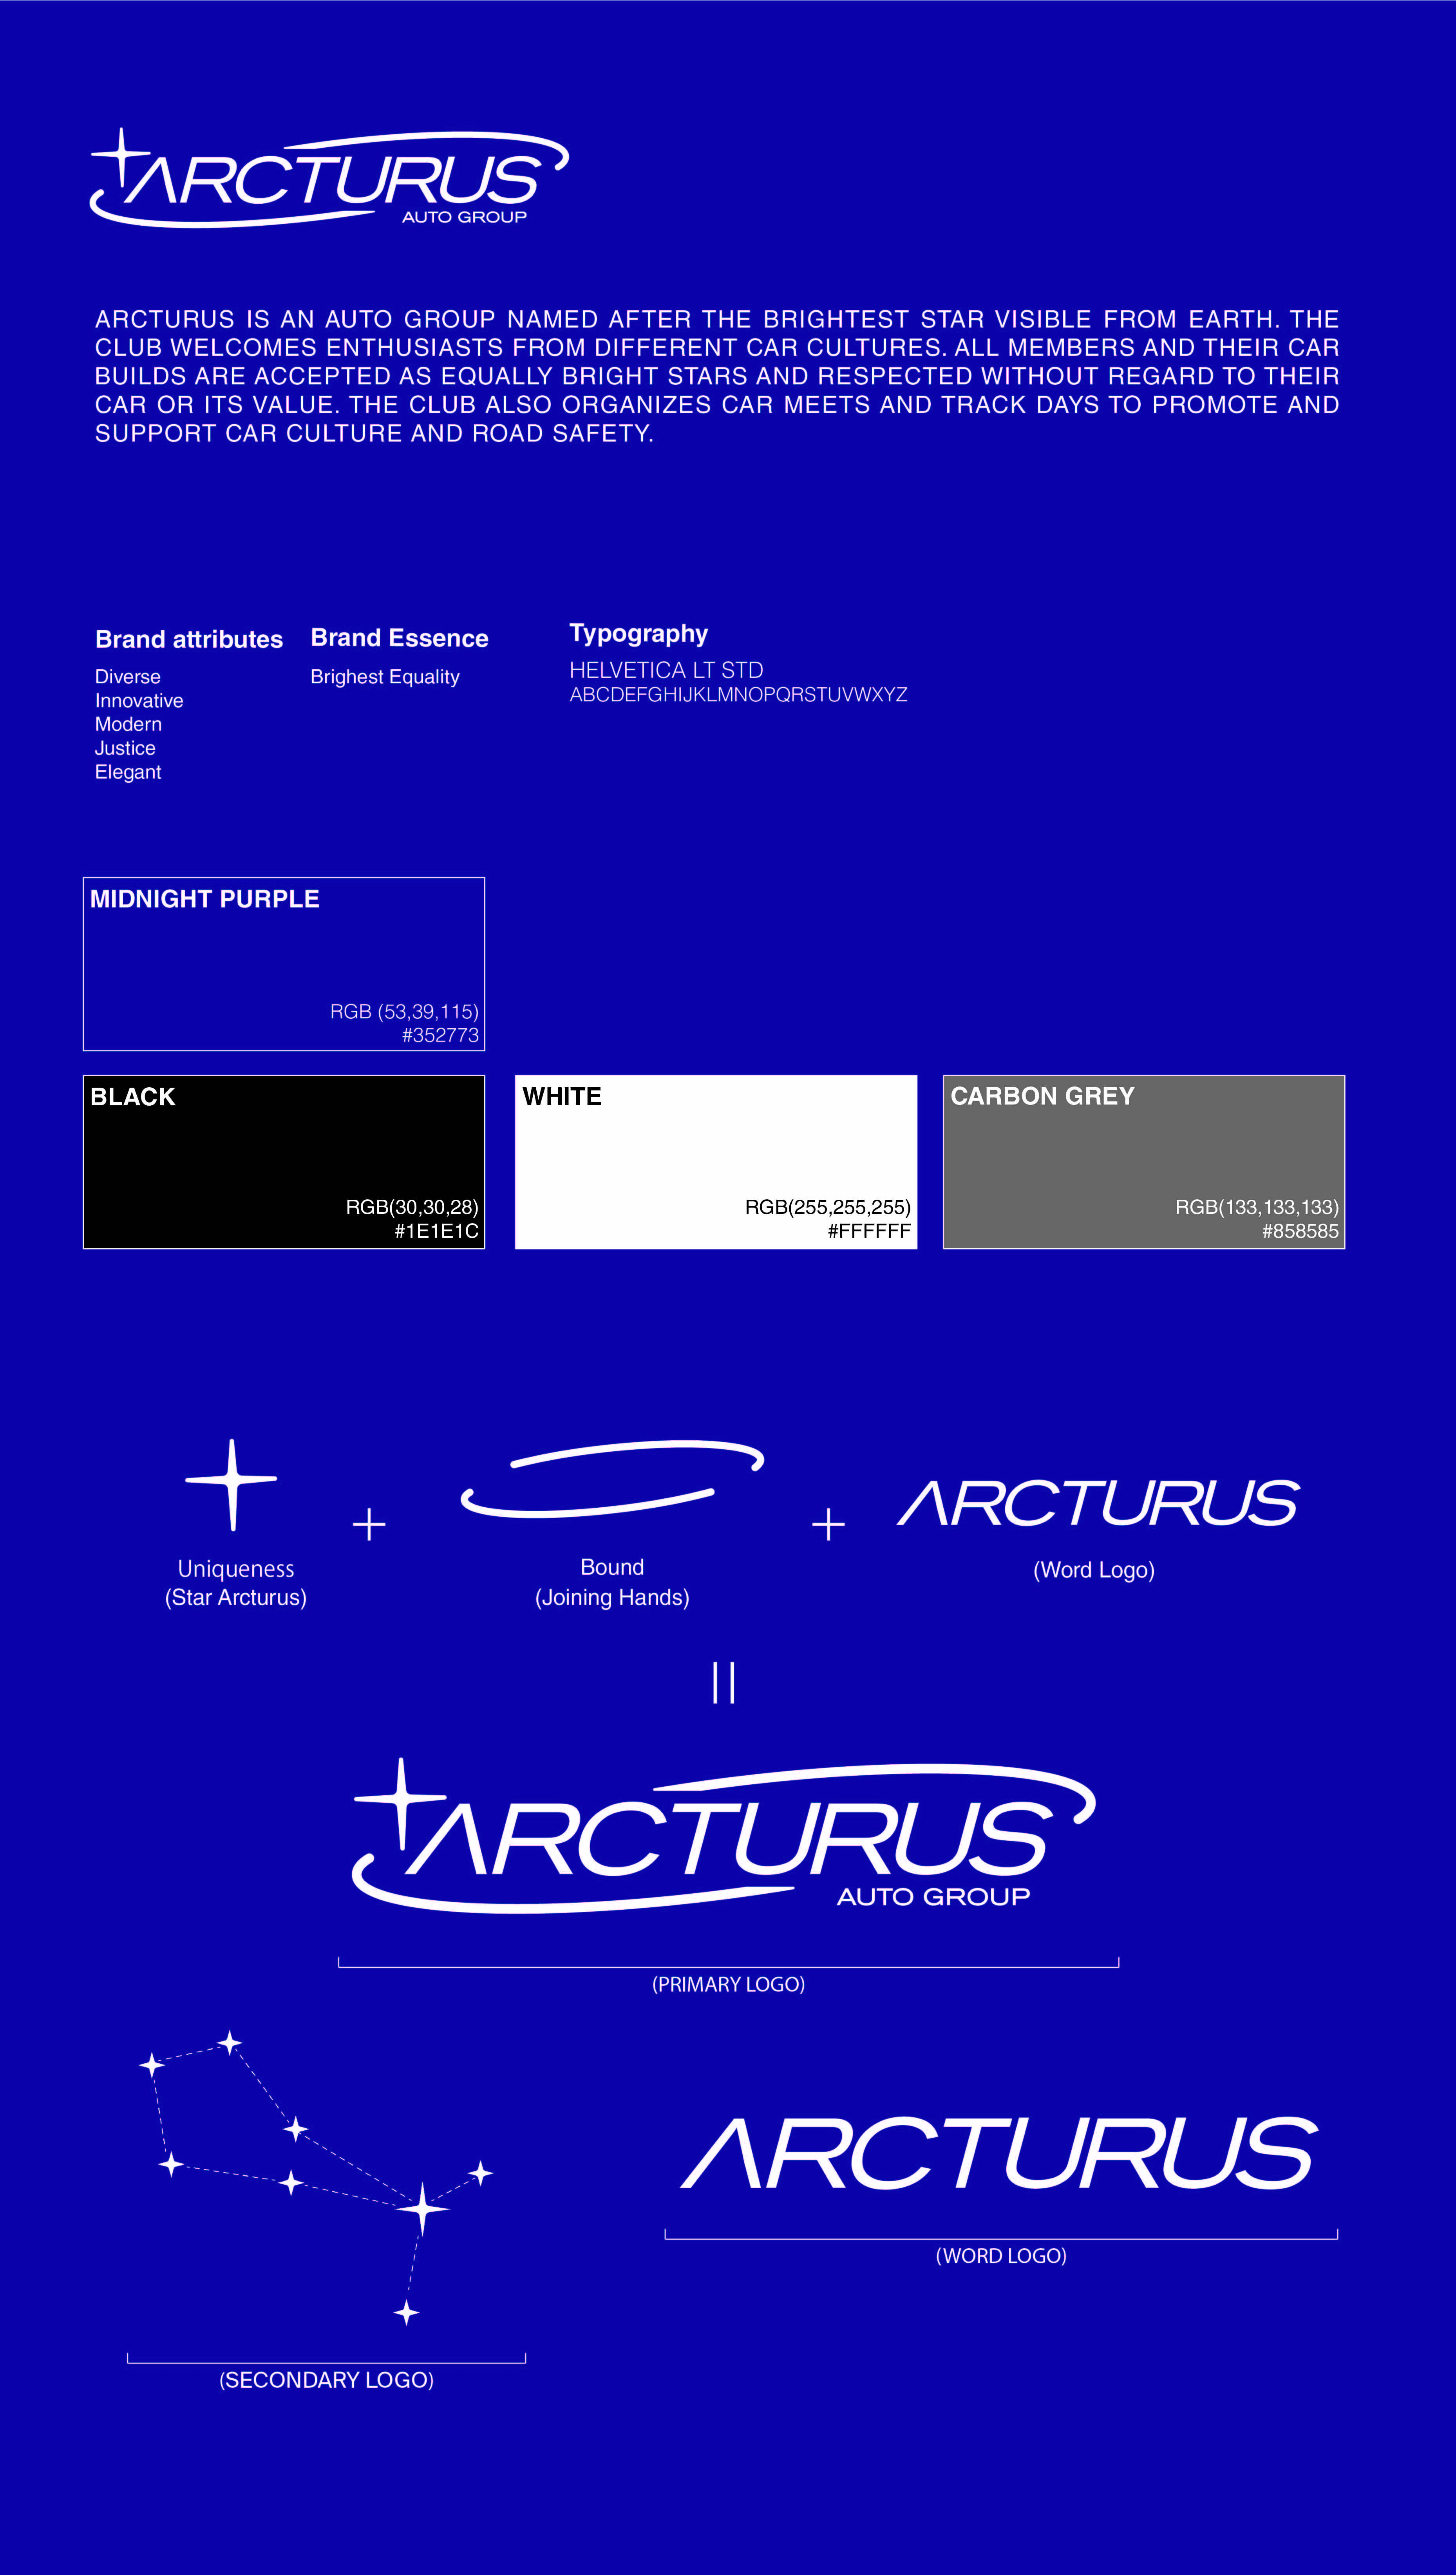 ARCTURUS
AUTO GROUP
ARCTURUS IS AN AUTO GROUP NAMED AFTER THE BRIGHTEST STAR VISIBLE FROM EARTH. THE
CLUB WELCOMES ENTHUSIASTS FROM DIFFERENT CAR CULTURES. ALL MEMBERS AND THEIR CAR
BUILDS ARE ACCEPTED AS EQUALLY BRIGHT STARS AND RESPECTED WITHOUT REGARD TO THEIR
CAR OR ITS VALUE. THE CLUB ALSO ORGANIZES CAR MEETS AND TRACK DAYS TO PROMOTE AND
SUPPORT CAR CULTURE AND ROAD SAFETY.
Brand attributes
Diverse
Innovative
Modern
Justice
Elegant
Brand Essence
Brighest Equality
Typography
HELVETICA LT STD
ABCDEFGHIJKLMNOPQRSTUVWXYZ
MIDNIGHT PURPLE
RGB (53,39,115)
#352773
BLACK
RGB(30,30,28)
#1E1E1C
WHITE
RGB(255,255,255)
#FFFFFF
CARBON GREY
RGB(133,133,133)
#858585
Uniqueness
(Star Arcturus)
+
Bound
(Joining Hands)
+
ARCTURUS
(Word Logo)
=
ARCTURUS
AUTO GROUP
(PRIMARY LOGO)
(SECONDARY LOGO)
ARCTURUS
(WORD LOGO)